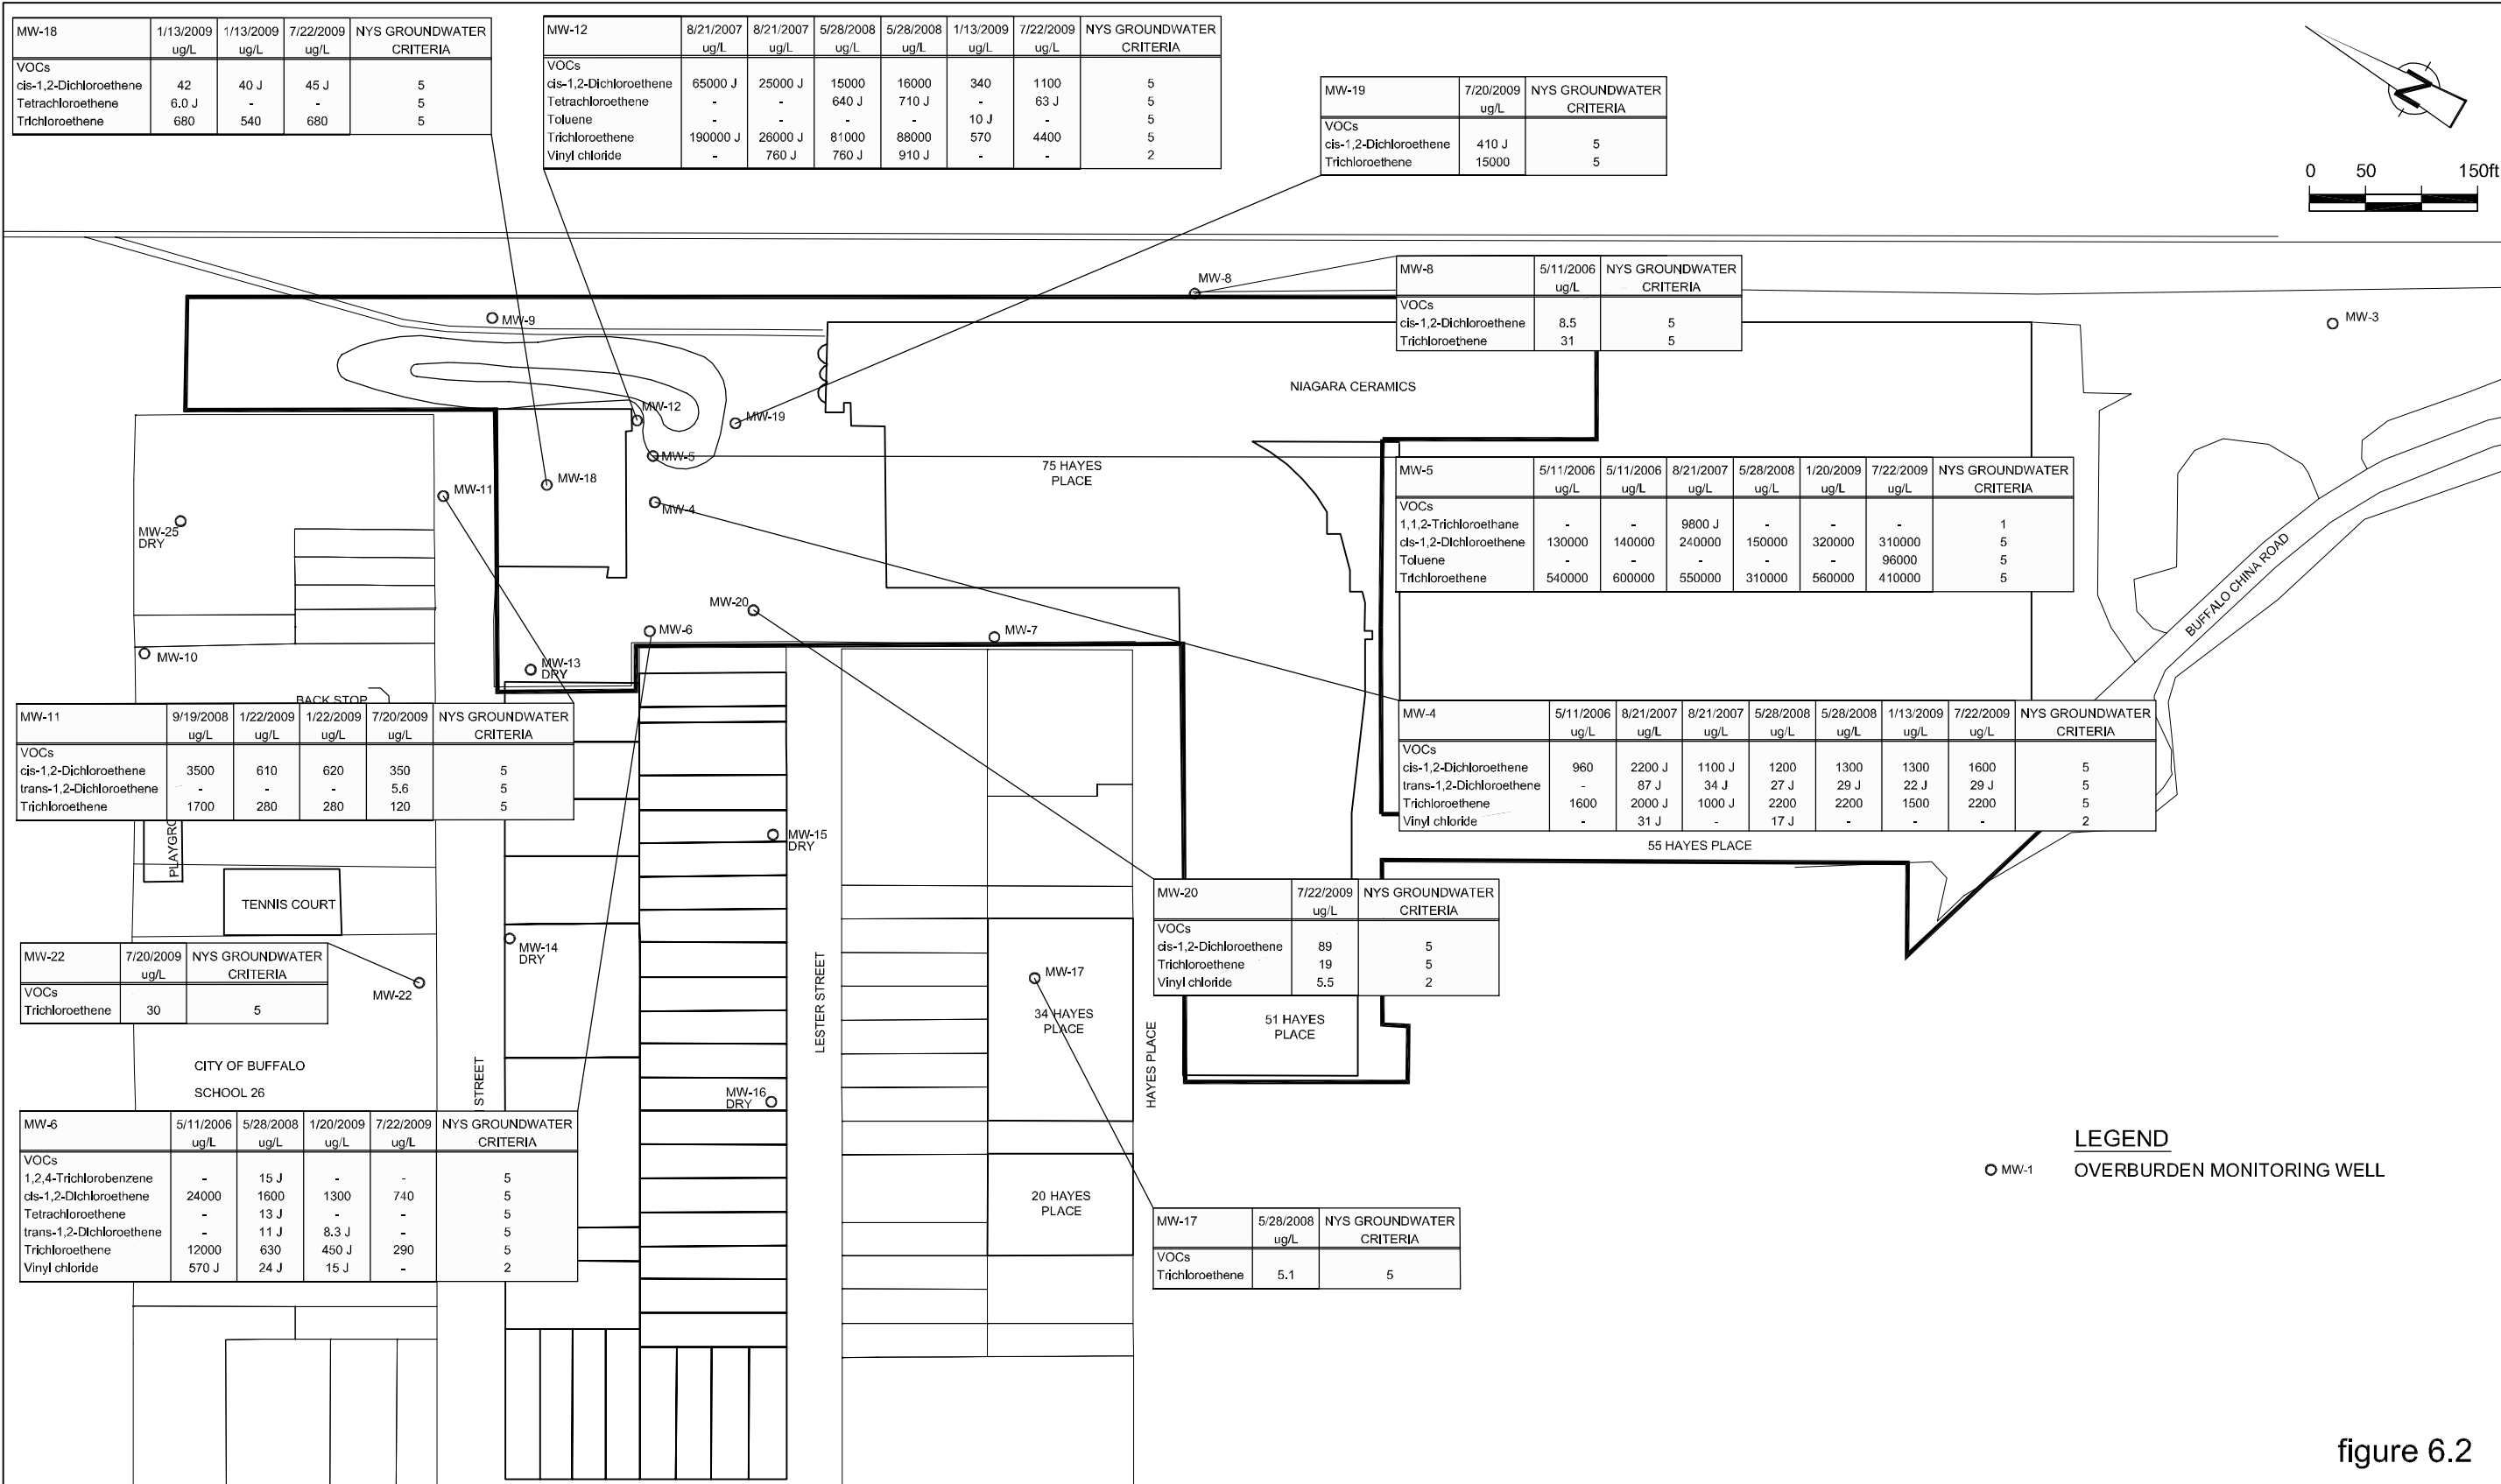 MW-18 1/13/2009 1/13/2009 7/22/2009 NYS GROUNDWATER
ug/L ug/L ug/L CRITERIA
VOCs
cis-1,2-Dichloroethene 42 40 J 45 J 5
Tetrachloroethene 6.0 J - - 5
Trichloroethene 680 540 680 5
MW-12 8/21/2007 8/21/2007 5/28/2008 5/28/2008 1/13/2009 7/22/2009 NYS GROUNDWATER
ug/L ug/L ug/L ug/L ug/L ug/L CRITERIA
VOCs
cis-1,2-Dichloroethene 65000 J 25000 J 15000 16000 340 1100 5
Tetrachloroethene - - 640 J 710 J - 63 J 5
Toluene - - - - 10 J - 5
Trichloroethene 190000 J 26000 J 81000 88000 570 4400 5
Vinyl chloride - 760 J 760 J 910 J - - 2
MW-19 7/20/2009 NYS GROUNDWATER
ug/L CRITERIA
VOCs
cis-1,2-Dichloroethene 410 J 5
Trichloroethene 15000 5
N
0 50 150ft
MW-8
MW-8 5/11/2006 NYS GROUNDWATER
ug/L CRITERIA
VOCs
cis-1,2-Dichloroethene 8.5 5
Trichloroethene 31 5
MW-9
MW-3
NIAGARA CERAMICS
MW-12
MW-19
MW-5
75 HAYES
PLACE
MW-18
MW-11
MW-4
MW-25
DRY
MW-5 5/11/2006 5/11/2006 8/21/2007 5/28/2008 1/20/2009 7/22/2009 NYS GROUNDWATER
ug/L ug/L ug/L ug/L ug/L ug/L CRITERIA
VOCs
1,1,2-Trichloroethane - - 9800 J - - - 1
cis-1,2-Dichloroethene 130000 140000 240000 150000 320000 310000 5
Toluene - - - - - 96000 5
Trichloroethene 540000 600000 550000 310000 560000 410000 5
BUFFALO CHINA ROAD
MW-20
MW-6
MW-7
MW-10
MW-13
DRY
BACK STOP
MW-11 9/19/2008 1/22/2009 1/22/2009 7/20/2009 NYS GROUNDWATER
ug/L ug/L ug/L ug/L CRITERIA
VOCs
cis-1,2-Dichloroethene 3500 610 620 350 5
trans-1,2-Dichloroethene - - - 5.6 5
Trichloroethene 1700 280 280 120 5
MW-4 5/11/2006 8/21/2007 8/21/2007 5/28/2008 5/28/2008 1/13/2009 7/22/2009 NYS GROUNDWATER
ug/L ug/L ug/L ug/L ug/L ug/L ug/L CRITERIA
VOCs
cis-1,2-Dichloroethene 960 2200 J 1100 J 1200 1300 1300 1600 5
trans-1,2-Dichloroethene - 87 J 34 J 27 J 29 J 22 J 29 J 5
Trichloroethene 1600 2000 J 1000 J 2200 2200 1500 2200 5
Vinyl chloride - 31 J - 17 J - - - 2
PLAYGRO
MW-15
DRY
55 HAYES PLACE
TENNIS COURT
MW-20 7/22/2009 NYS GROUNDWATER
ug/L CRITERIA
VOCs
cis-1,2-Dichloroethene 89 5
Trichloroethene 19 5
Vinyl chloride 5.5 2
MW-14
DRY
MW-22 7/20/2009 NYS GROUNDWATER
ug/L CRITERIA
VOCs
Trichloroethene 30 5
MW-22
LESTER STREET
MW-17
34 HAYES
PLACE
HAYES PLACE
51 HAYES
PLACE
CITY OF BUFFALO
SCHOOL 26
STREET
MW-16
DRY
MW-6 5/11/2006 5/28/2008 1/20/2009 7/22/2009 NYS GROUNDWATER
ug/L ug/L ug/L ug/L CRITERIA
VOCs
1,2,4-Trichlorobenzene - 15 J - - 5
cis-1,2-Dichloroethene 24000 1600 1300 740 5
Tetrachloroethene - 13 J - - 5
trans-1,2-Dichloroethene - 11 J 8.3 J - 5
Trichloroethene 12000 630 450 J 290 5
Vinyl chloride 570 J 24 J 15 J - 2
20 HAYES
PLACE
MW-17 5/28/2008 NYS GROUNDWATER
ug/L CRITERIA
VOCs
Trichloroethene 5.1 5
LEGEND
MW-1 OVERBURDEN MONITORING WELL
figure 6.2